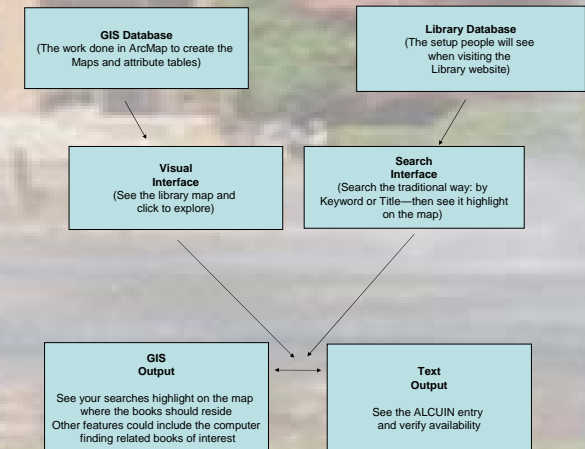 GIS Database
(The work done in ArcMap to create the
Maps and attribute tables)
Library Database
(The setup people will see
when visiting the
Library website)
Visual
Interface
(See the library map and
click to explore)
Search
Interface
(Search the traditional way: by
Keyword or Title—then see it highlight
on the map)
GIS
Output
See your searches highlight on the map
where the books should reside
Other features could include the computer
finding related books of interest
Text
Output
See the ALCUIN entry
and verify availability